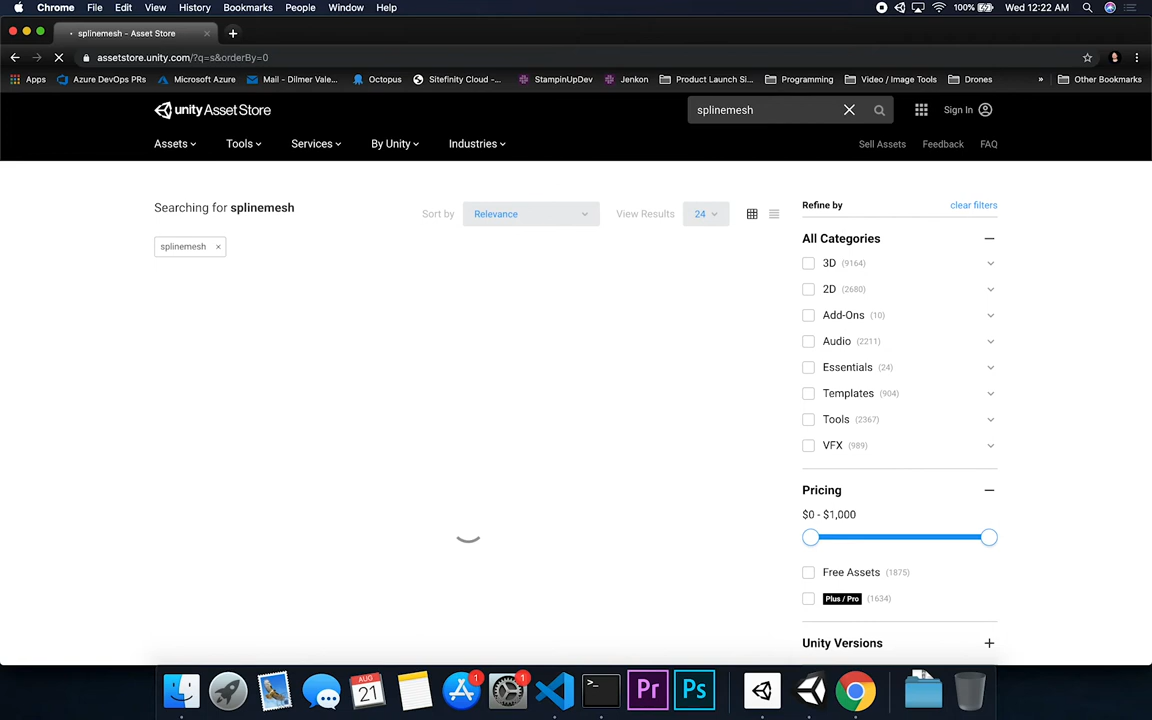 Chrome File Edit View History Bookmarks People Window Help 100% Wed 12:22 AM
splinemesh - Asset Store
assetstore.unity.com/?q=s&orderBy=0
Apps Azure DevOps PRs Microsoft Azure Mail - Dilmer Vale... Octopus Sitefinity Cloud -... StampinUpDev Jenkon Product Launch Si... Programming Video / Image Tools Drones » Other Bookmarks
unity Asset Store splinemesh Sign In
Assets Tools Services By Unity Industries Sell Assets Feedback FAQ
Searching for splinemesh Sort by Relevance View Results 24 Refine by clear filters
splinemesh ×
All Categories
3D (9164)
2D (2680)
Add-Ons (10)
Audio (2211)
Essentials (24)
Templates (904)
Tools (2367)
VFX (989)
Pricing
$0 - $1,000
Free Assets (1875)
Plus / Pro (1634)
Unity Versions
AUG 21 1 1 >_ Pr Ps